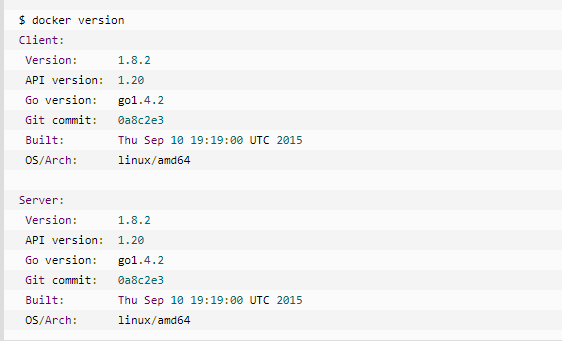 $ docker version
Client:
Version: 1.8.2
API version: 1.20
Go version: go1.4.2
Git commit: 0a8c2e3
Built: Thu Sep 10 19:19:00 UTC 2015
OS/Arch: linux/amd64
Server:
Version: 1.8.2
API version: 1.20
Go version: go1.4.2
Git commit: 0a8c2e3
Built: Thu Sep 10 19:19:00 UTC 2015
OS/Arch: linux/amd64